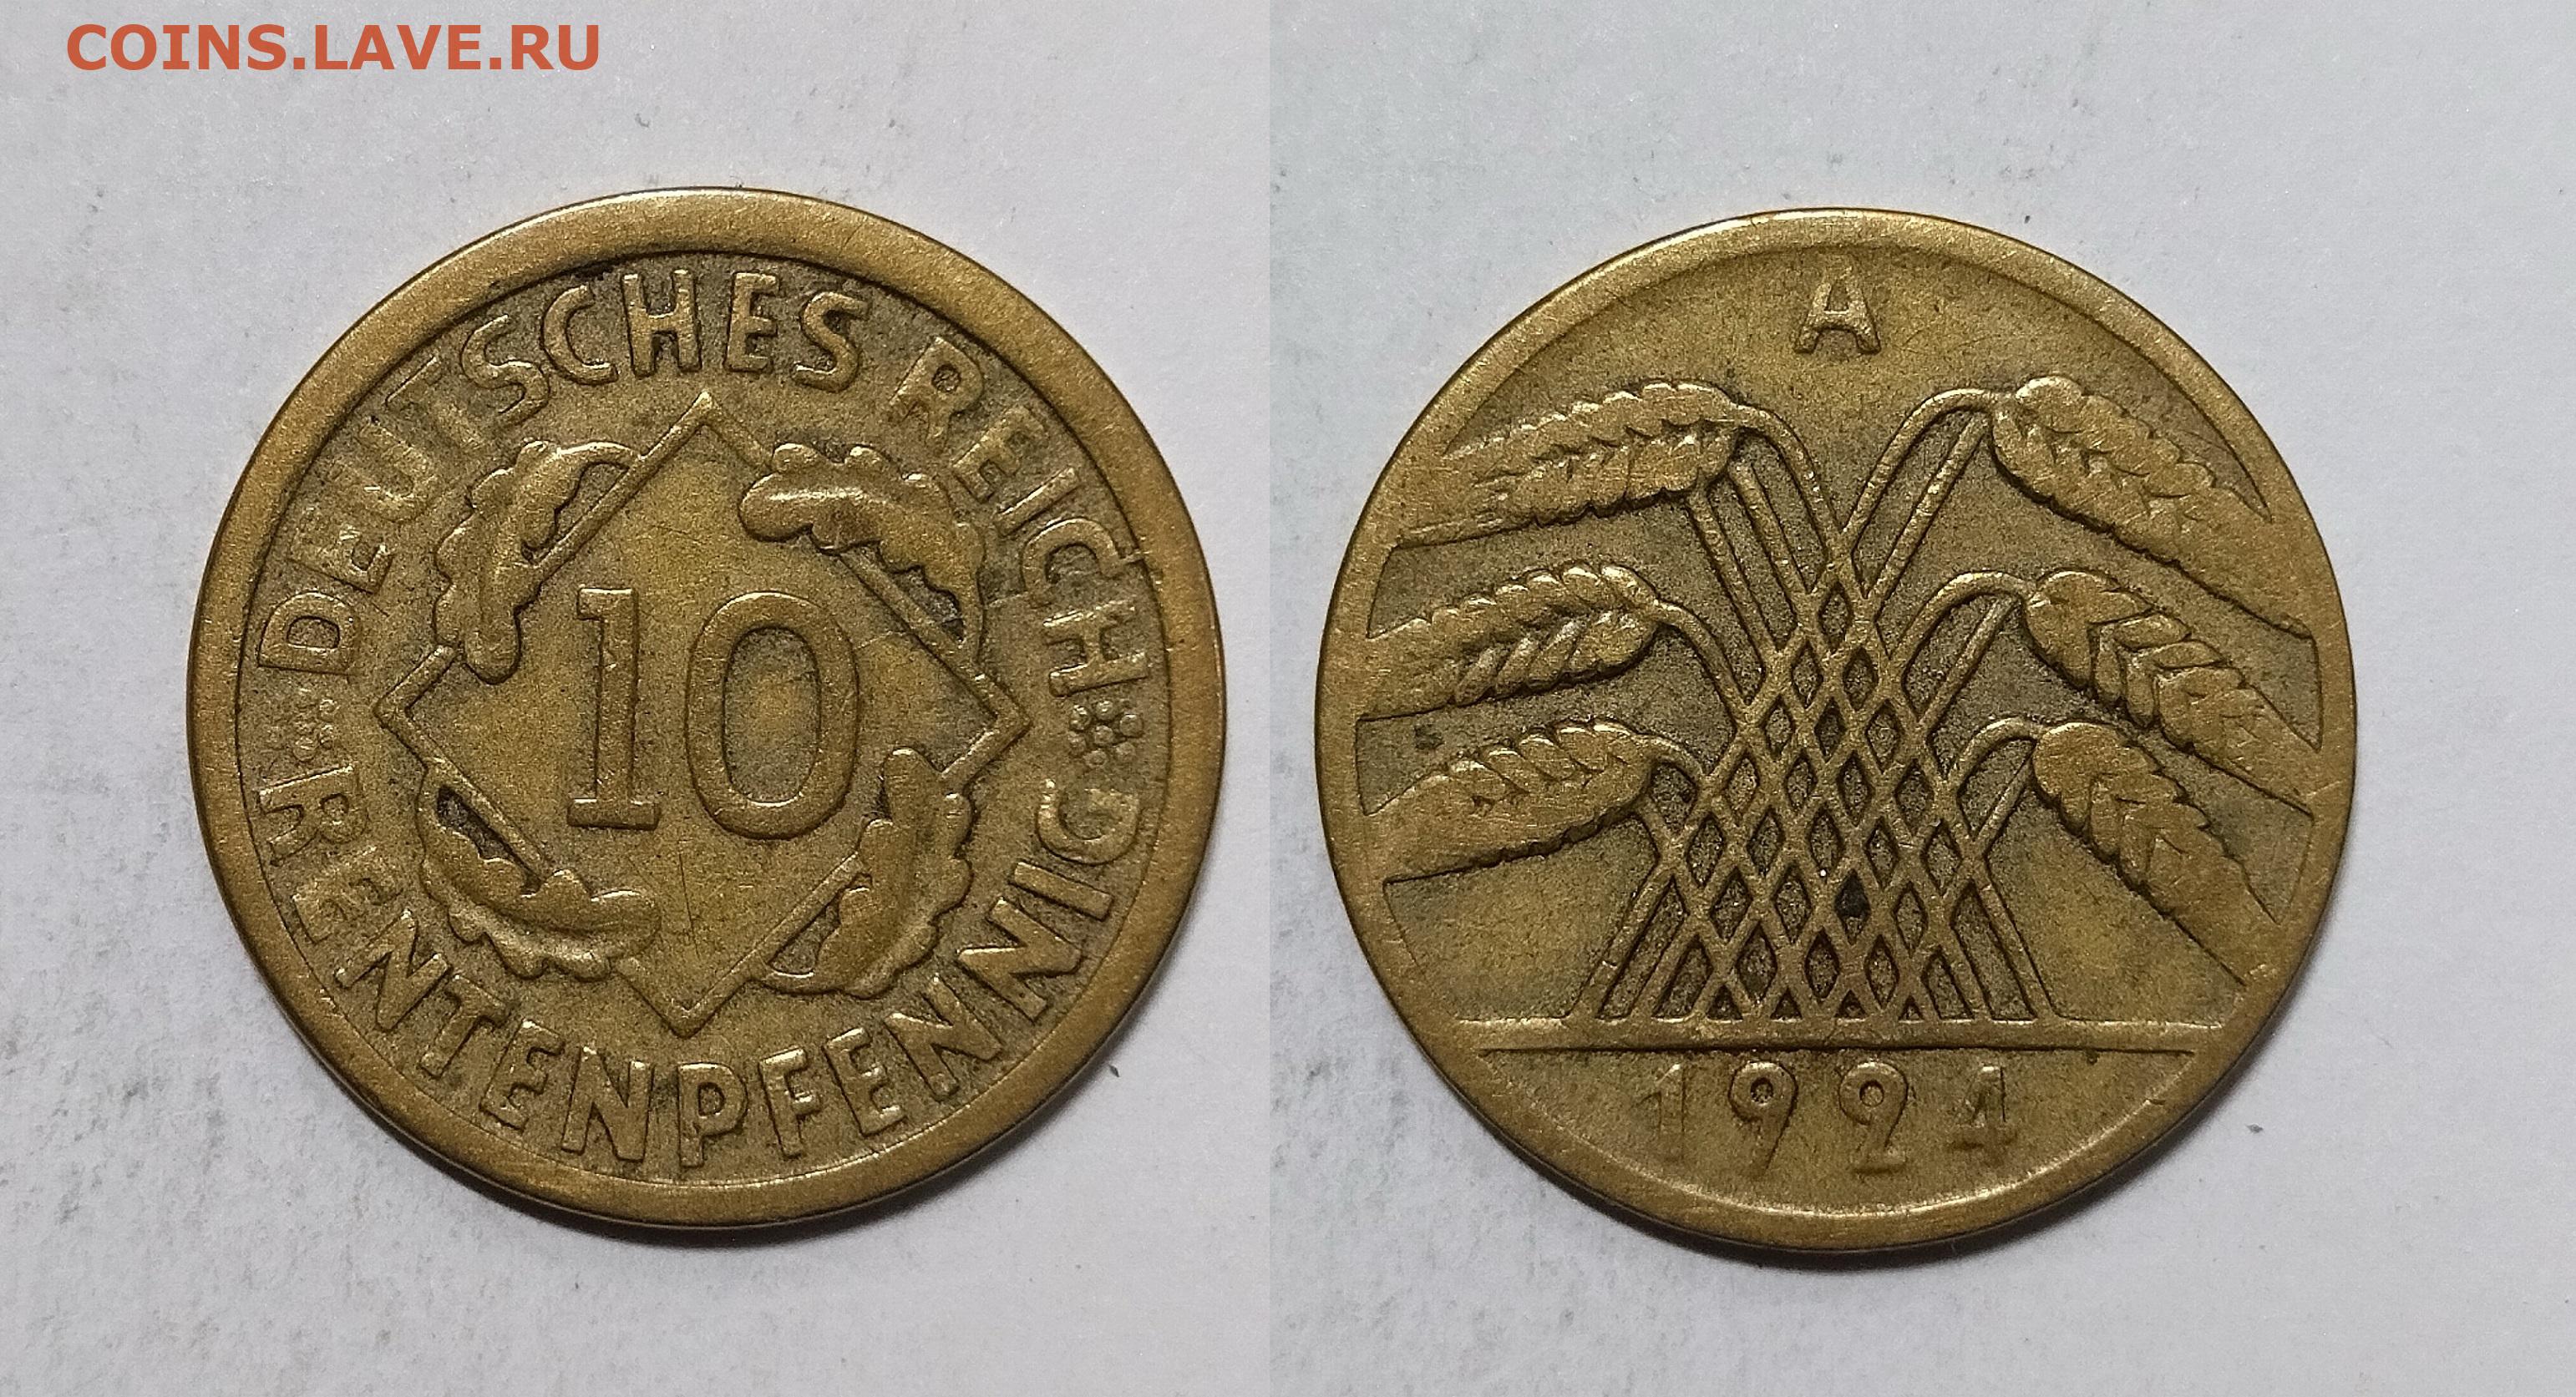 COINS.LAVE.RU
DEUTSCHES REICH
RENTENPFENNIG
10
A
1924